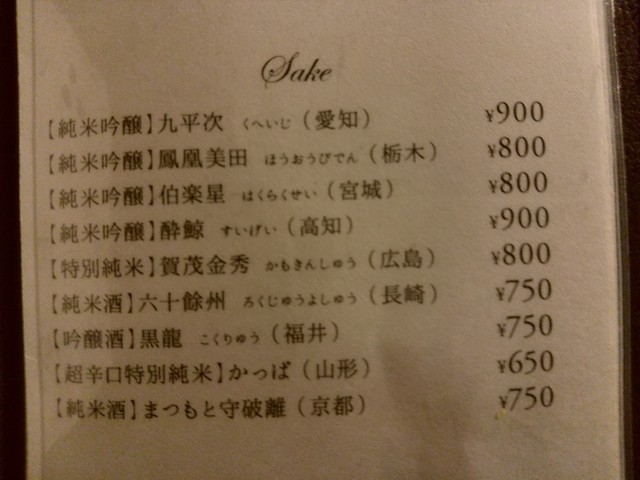 Sake
【純米吟醸】九平次 くへいじ（愛知） ¥900
【純米吟醸】鳳凰美田 ほうおうびでん（栃木） ¥800
【純米吟醸】伯楽星 はくらくせい（宮城） ¥800
【純米吟醸】酔鯨 すいげい（高知） ¥900
【特別純米】賀茂金秀 かもきんしゅう（広島） ¥800
【純米酒】六十餘州 ろくじゅうよしゅう（長崎） ¥750
【吟醸酒】黒龍 こくりゅう（福井） ¥750
【超辛口特別純米】かっぱ（山形） ¥650
【純米酒】まつもと守破離（京都） ¥750